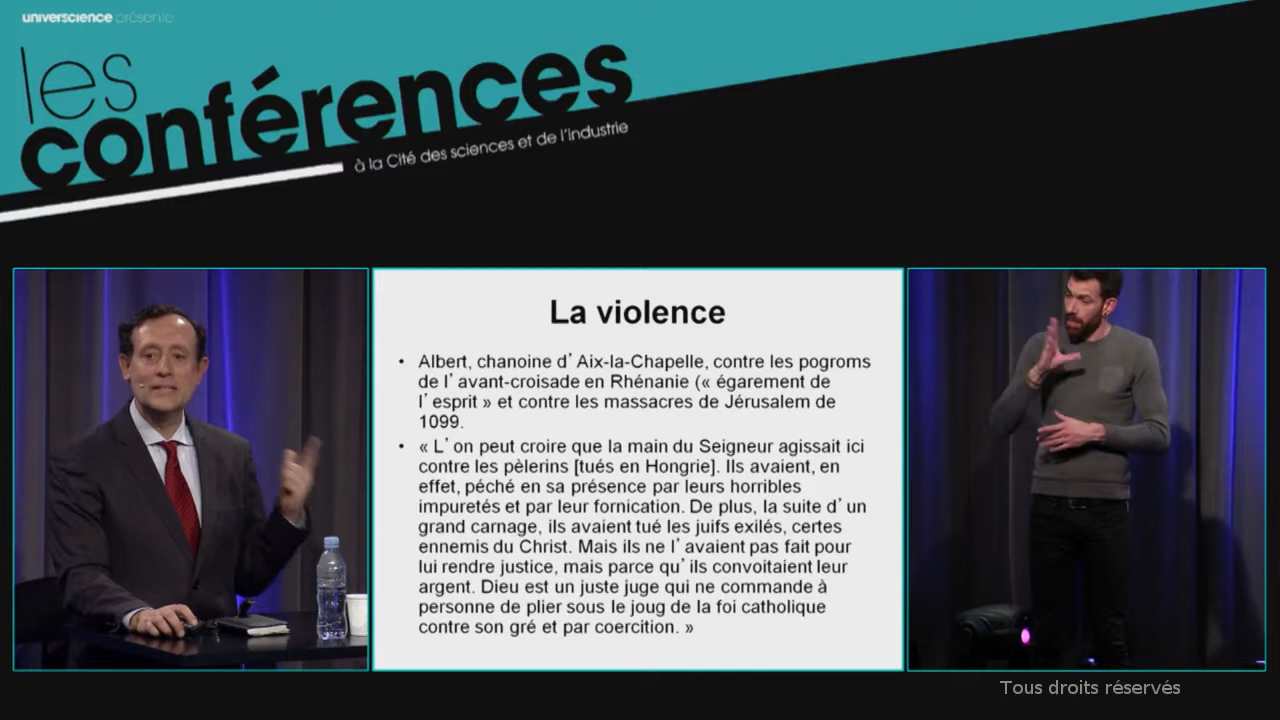 universcience présente
les
conférences
à la Cité des sciences et de l'industrie
La violence
• Albert, chanoine d’ Aix-la-Chapelle, contre les pogroms
de l’ avant-croisade en Rhénanie (« égarement de
l’ esprit » et contre les massacres de Jérusalem de
1099.
• « L’ on peut croire que la main du Seigneur agissait ici
contre les pèlerins [tués en Hongrie]. Ils avaient, en
effet, péché en sa présence par leurs horribles
impuretés et par leur fornication. De plus, la suite d’ un
grand carnage, ils avaient tué les juifs exilés, certes
ennemis du Christ. Mais ils ne l’ avaient pas fait pour
lui rendre justice, mais parce qu’ ils convoitaient leur
argent. Dieu est un juste juge qui ne commande à
personne de plier sous le joug de la foi catholique
contre son gré et par coercition. »
Tous droits réservés